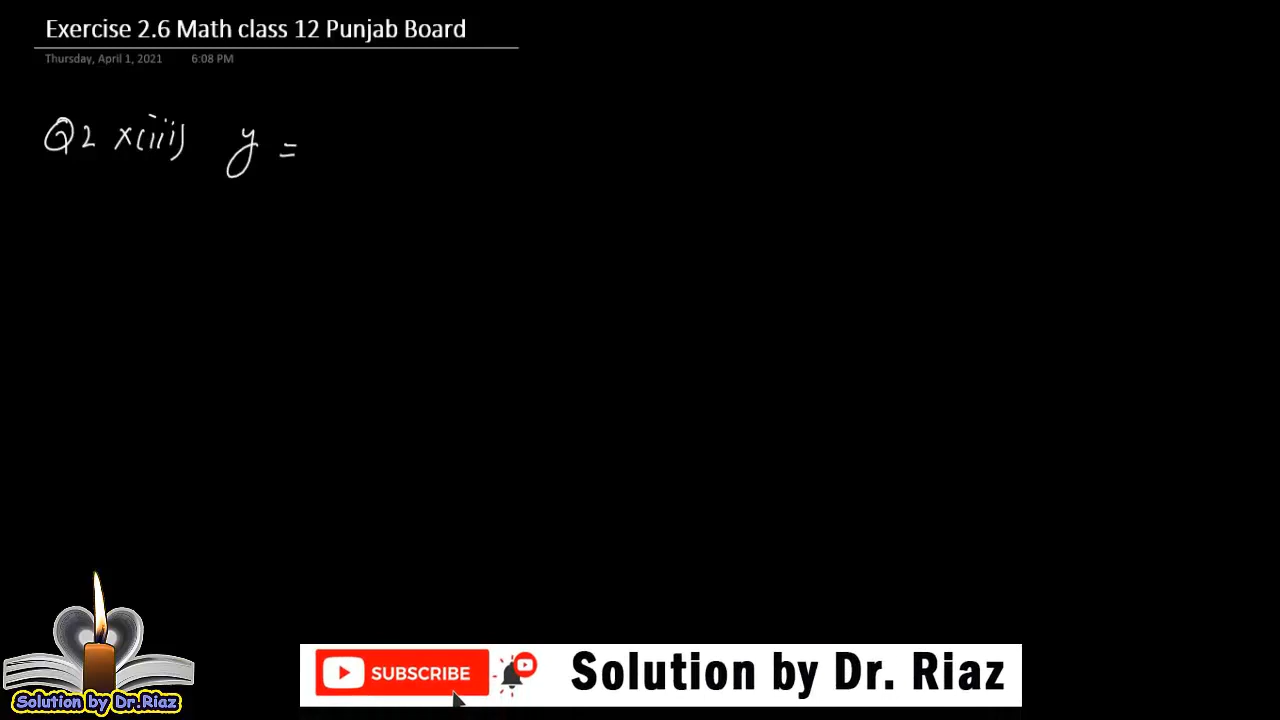 Exercise 2.6 Math class 12 Punjab Board
Thursday, April 1, 2021 6:08 PM
Q2 x(iii) y =
SUBSCRIBE
Solution by Dr. Riaz
Solution by Dr.Riaz